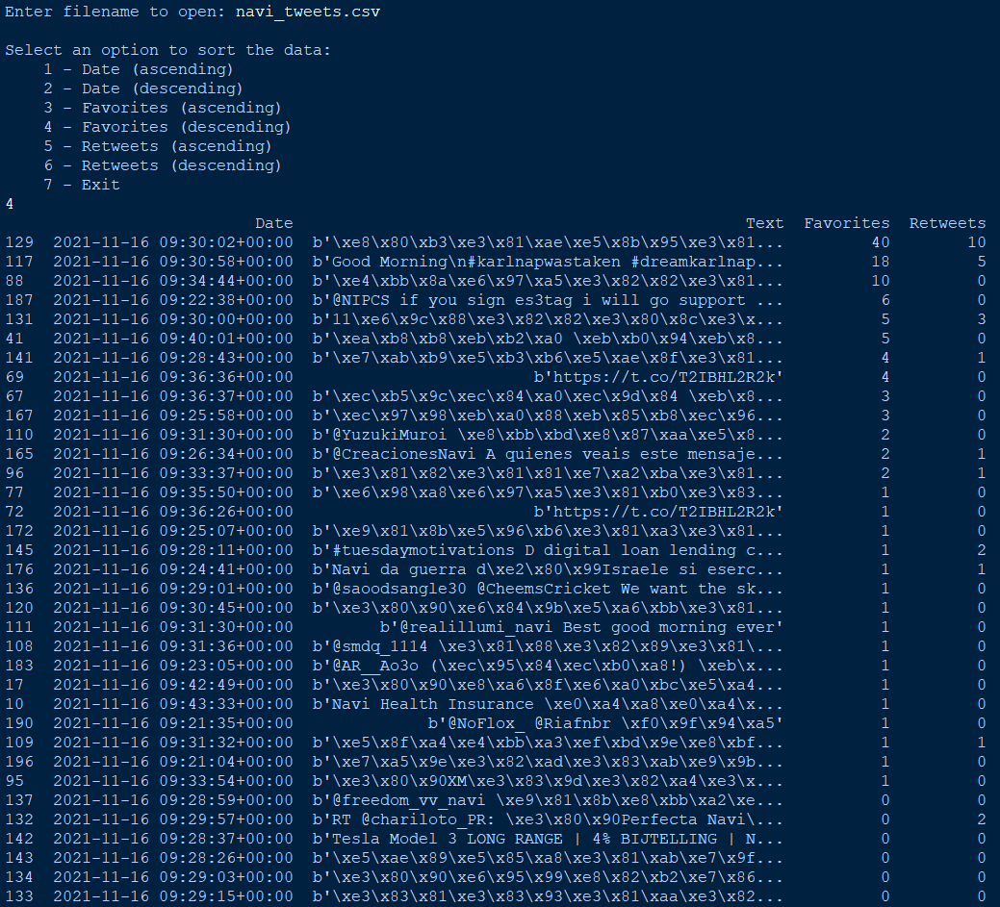 Enter filename to open: navi_tweets.csv
Select an option to sort the data:
1 - Date (ascending)
2 - Date (descending)
3 - Favorites (ascending)
4 - Favorites (descending)
5 - Retweets (ascending)
6 - Retweets (descending)
7 - Exit
4
Date Text Favorites Retweets
129 2021-11-16 09:30:02+00:00 b'\xe8\x80\xb3\xe3\x81\xae\xe5\x8b\x95\xe3\x81... 40 10
117 2021-11-16 09:30:58+00:00 b'Good Morning\n#karlnapwastaken #dreamkarlnap... 18 5
88 2021-11-16 09:34:44+00:00 b'\xe4\xbb\x8a\xe6\x97\xa5\xe3\x82\x82\xe3\x81... 10 0
187 2021-11-16 09:22:38+00:00 b'@NIPCS if you sign es3tag i will go support ... 6 0
131 2021-11-16 09:30:00+00:00 b'11\xe6\x9c\x88\xe3\x82\x82\xe3\x80\x8c\xe3\x... 5 3
41 2021-11-16 09:40:01+00:00 b'\xea\xb8\xb8\xeb\xb2\xa0 \xeb\xb0\x94\xeb\x8... 5 0
141 2021-11-16 09:28:43+00:00 b'\xe7\xab\xb9\xe5\xb3\xb6\xe5\xae\x8f\xe3\x81... 4 1
69 2021-11-16 09:36:36+00:00 b'https://t.co/T2IBHL2R2k' 4 0
67 2021-11-16 09:36:37+00:00 b'\xec\xb5\x9c\xec\x84\xa0\xec\x9d\x84 \xeb\x8... 3 0
167 2021-11-16 09:25:58+00:00 b'\xec\x97\x98\xeb\xa0\x88\xeb\x85\xb8\xec\x96... 3 0
110 2021-11-16 09:31:30+00:00 b'@YuzukiMuroi \xe8\xbb\xbd\xe8\x87\xaa\xe5\x8... 2 0
165 2021-11-16 09:26:34+00:00 b'@CreacionesNavi A quienes veais este mensaje... 2 1
96 2021-11-16 09:33:37+00:00 b'\xe3\x81\x82\xe3\x81\x81\xe7\xa2\xba\xe3\x81... 2 1
77 2021-11-16 09:35:50+00:00 b'\xe6\x98\xa8\xe6\x97\xa5\xe3\x81\xb0\xe3\x83... 1 0
72 2021-11-16 09:36:26+00:00 b'https://t.co/T2IBHL2R2k' 1 0
172 2021-11-16 09:25:07+00:00 b'\xe9\x81\x8b\xe5\x96\xb6\xe3\x81\xa3\xe3\x81... 1 0
145 2021-11-16 09:28:11+00:00 b'#tuesdaymotivations D digital loan lending c... 1 2
176 2021-11-16 09:24:41+00:00 b'Navi da guerra d\xe2\x80\x99Israele si eserc... 1 1
136 2021-11-16 09:29:01+00:00 b'@saoodsangle30 @CheemsCricket We want the sk... 1 0
120 2021-11-16 09:30:45+00:00 b'\xe3\x80\x90\xe6\x84\x9b\xe5\xa6\xbb\xe3\x81... 1 0
111 2021-11-16 09:31:30+00:00 b'@realillumi_navi Best good morning ever' 1 0
108 2021-11-16 09:31:36+00:00 b'@smdq_1114 \xe3\x81\x88\xe3\x82\x89\xe3\x81\... 1 0
183 2021-11-16 09:23:05+00:00 b'@AR__Ao3o (\xec\x95\x84\xec\xb0\xa8!) \xeb\x... 1 0
17 2021-11-16 09:42:49+00:00 b'\xe3\x80\x90\xe8\xa6\x8f\xe6\xa0\xbc\xe5\xa4... 1 0
10 2021-11-16 09:43:33+00:00 b'Navi Health Insurance \xe0\xa4\xa8\xe0\xa4\x... 1 0
190 2021-11-16 09:21:35+00:00 b'@NoFlox_ @Riafnbr \xf0\x9f\x94\xa5' 1 0
109 2021-11-16 09:31:32+00:00 b'\xe5\x8f\xa4\xe4\xbb\xa3\xef\xbd\x9e\xe8\xbf... 1 1
196 2021-11-16 09:21:04+00:00 b'\xe7\xa5\x9e\xe3\x82\xad\xe3\x83\xab\xe9\x9b... 1 0
95 2021-11-16 09:33:54+00:00 b'\xe3\x80\x90XM\xe3\x83\x9d\xe3\x82\xa4\xe3\x... 1 0
137 2021-11-16 09:28:59+00:00 b'@freedom_vv_navi \xe9\x81\x8b\xe8\xbb\xa2\xe... 0 0
132 2021-11-16 09:29:57+00:00 b'RT @chariloto_PR: \xe3\x80\x90Perfecta Navi\... 0 2
142 2021-11-16 09:28:37+00:00 b'Tesla Model 3 LONG RANGE | 4% BIJTELLING | N... 0 0
143 2021-11-16 09:28:26+00:00 b'\xe5\xae\x89\xe5\x85\xa8\xe3\x81\xab\xe7\x9f... 0 0
134 2021-11-16 09:29:03+00:00 b'\xe3\x80\x90\xe6\x95\x99\xe8\x82\xb2\xe7\x86... 0 0
133 2021-11-16 09:29:15+00:00 b'\xe3\x83\x81\xe3\x83\x93\xe3\x81\xaa\xe3\x82... 0 0